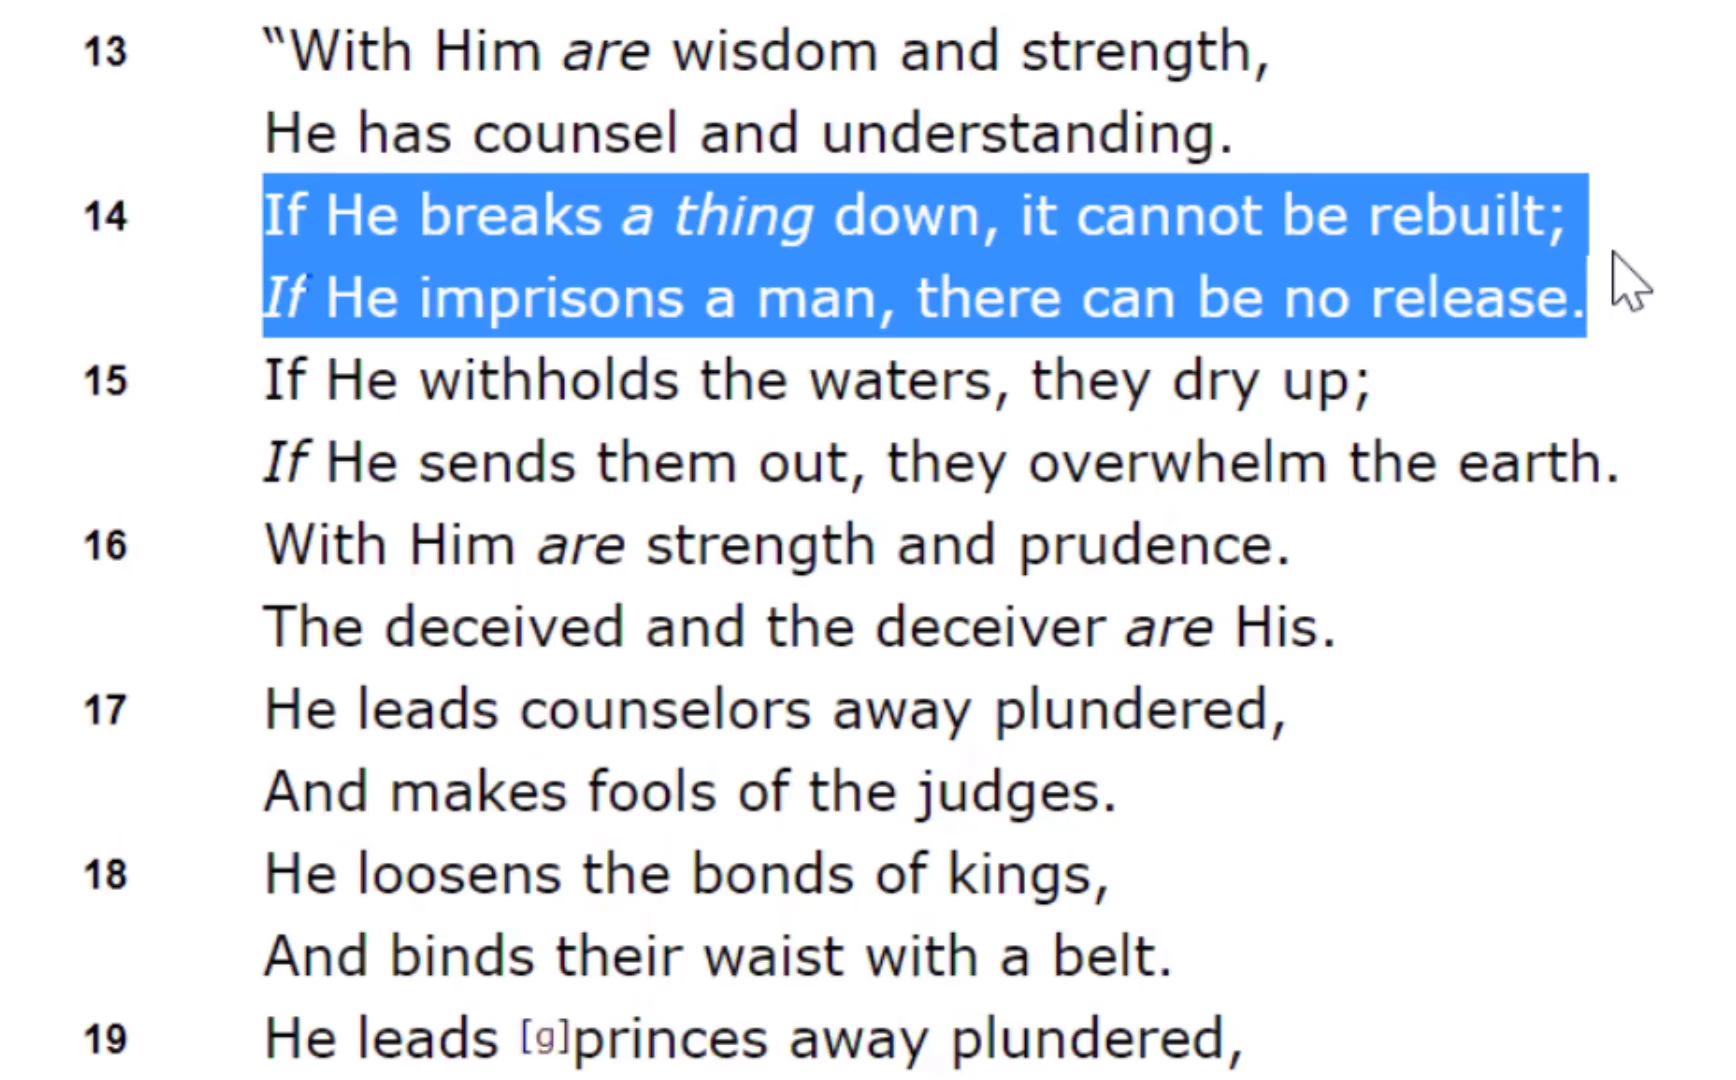 13 “With Him are wisdom and strength,
He has counsel and understanding.
14 If He breaks a thing down, it cannot be rebuilt;
If He imprisons a man, there can be no release.
15 If He withholds the waters, they dry up;
If He sends them out, they overwhelm the earth.
16 With Him are strength and prudence.
The deceived and the deceiver are His.
17 He leads counselors away plundered,
And makes fools of the judges.
18 He loosens the bonds of kings,
And binds their waist with a belt.
19 He leads [g]princes away plundered,